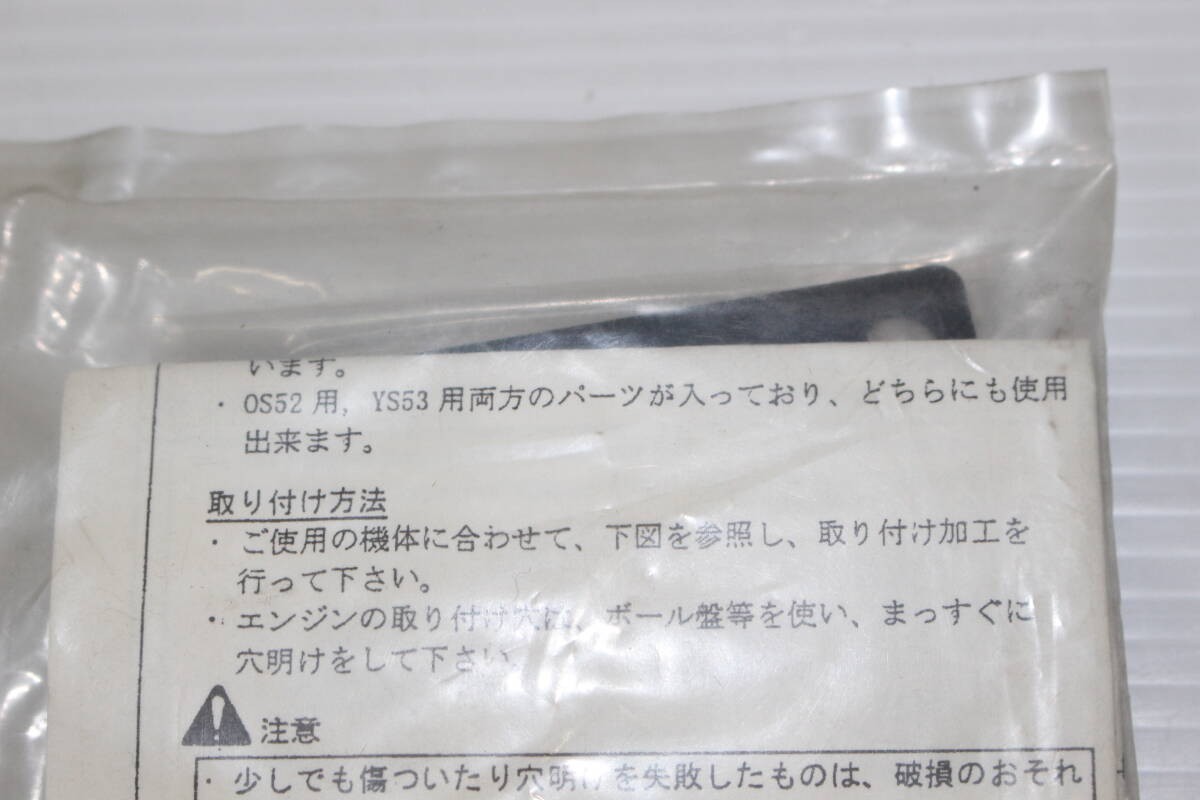 います。
・OS52用, YS53用両方のパーツが入っており、どちらにも使用
出来ます。
取り付け方法
・ご使用の機体に合わせて、下図を参照し、取り付け加工を
行って下さい。
・エンジンの取り付け穴は、ボール盤等を使い、まっすぐに
穴明けをして下さい。
注意
・少しでも傷ついたり穴明けを失敗したものは、破損のおそれ